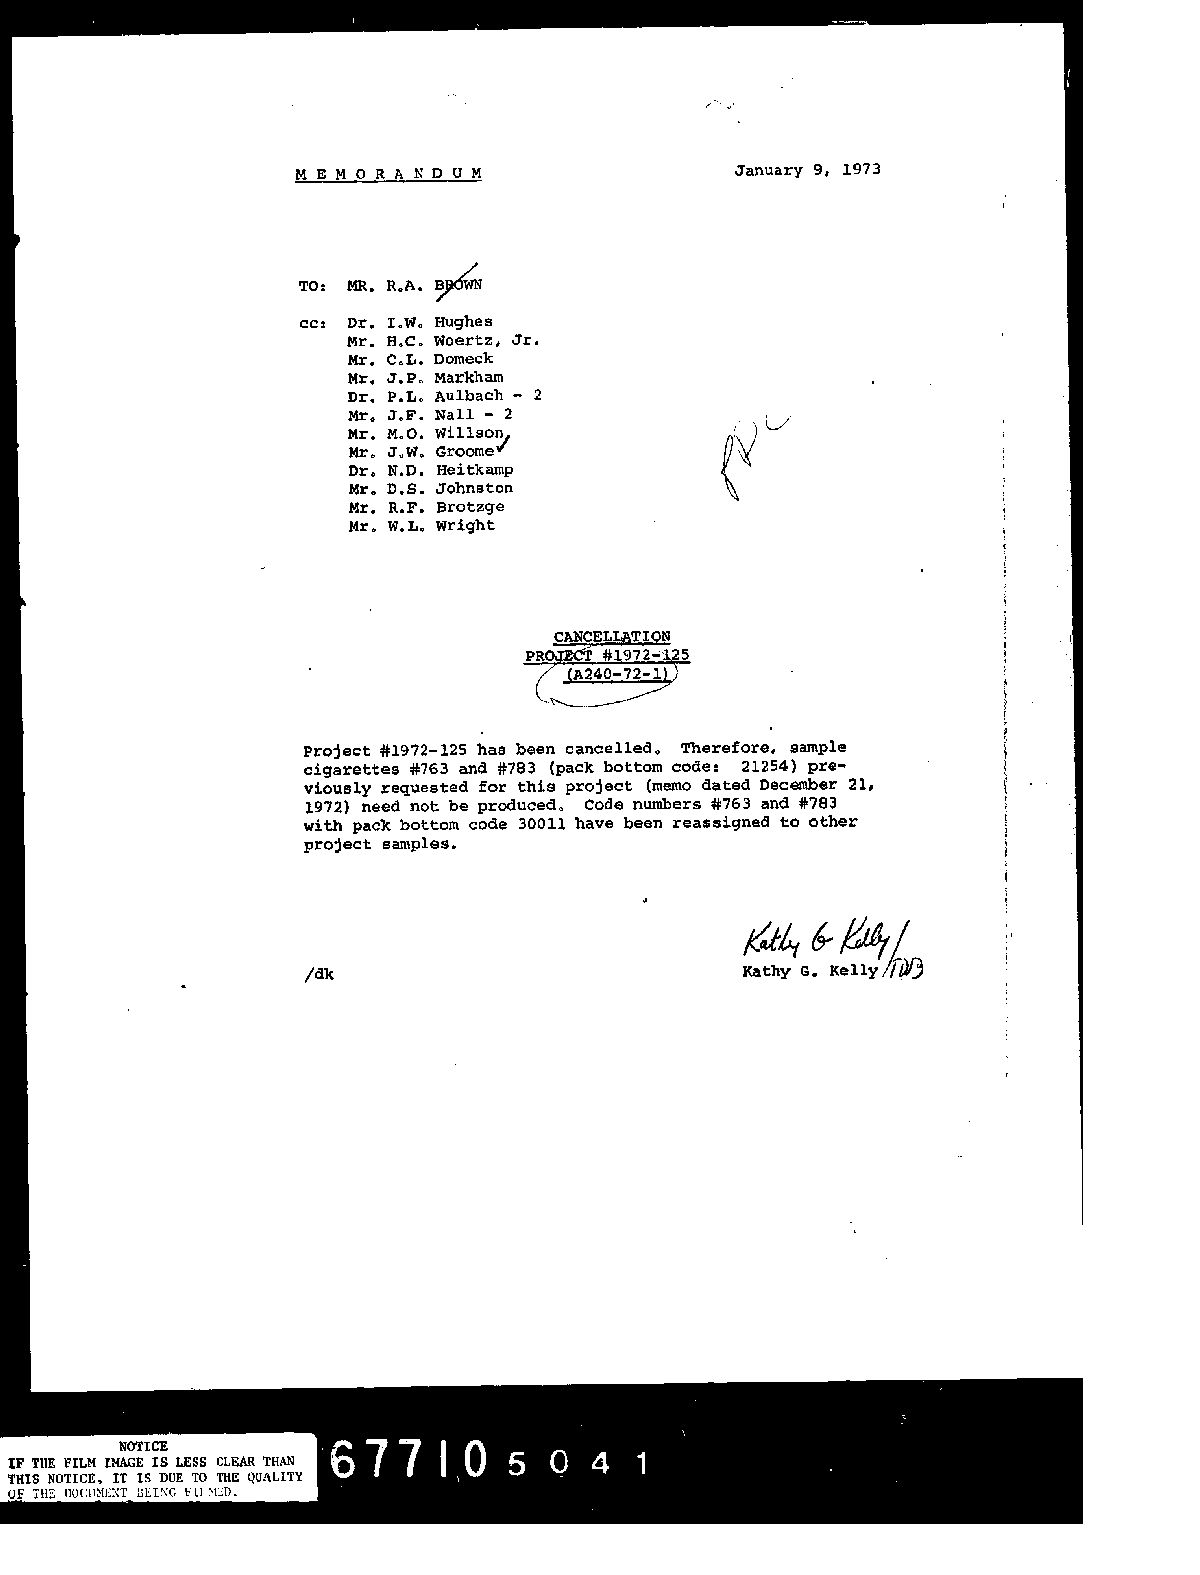 M E M O R A N D U M
January 9, 1973
TO: MR. R.A. BROWN
cc: Dr. I.W. Hughes
Mr. H.C. Woertz, Jr.
Mr. C.L. Domeck
Mr. J.P. Markham
Dr. P.L. Aulbach - 2
Mr. J.F. Nall - 2
Mr. M.O. Willson
Mr. J.W. Groome
Dr. N.D. Heitkamp
Mr. D.S. Johnston
Mr. R.F. Brotzge
Mr. W.L. Wright
CANCELLATION
PROJECT #1972-125
(A240-72-1)
Project #1972-125 has been cancelled. Therefore, sample
cigarettes #763 and #783 (pack bottom code: 21254) pre-
viously requested for this project (memo dated December 21,
1972) need not be produced. Code numbers #763 and #783
with pack bottom code 30011 have been reassigned to other
project samples.
Kathy G Kelly/
/dk
Kathy G. Kelly
NOTICE
IF THE FILM IMAGE IS LESS CLEAR THAN
THIS NOTICE, IT IS DUE TO THE QUALITY
OF THE DOCUMENT BEING FILMED.
677105041